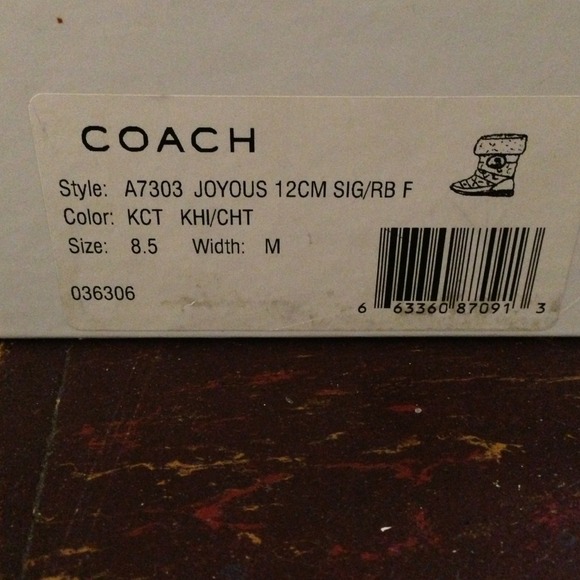 COACH
Style: A7303 JOYOUS 12CM SIG/RB F
Color: KCT KHI/CHT
Size: 8.5 Width: M
036306
6 63360 87091 3